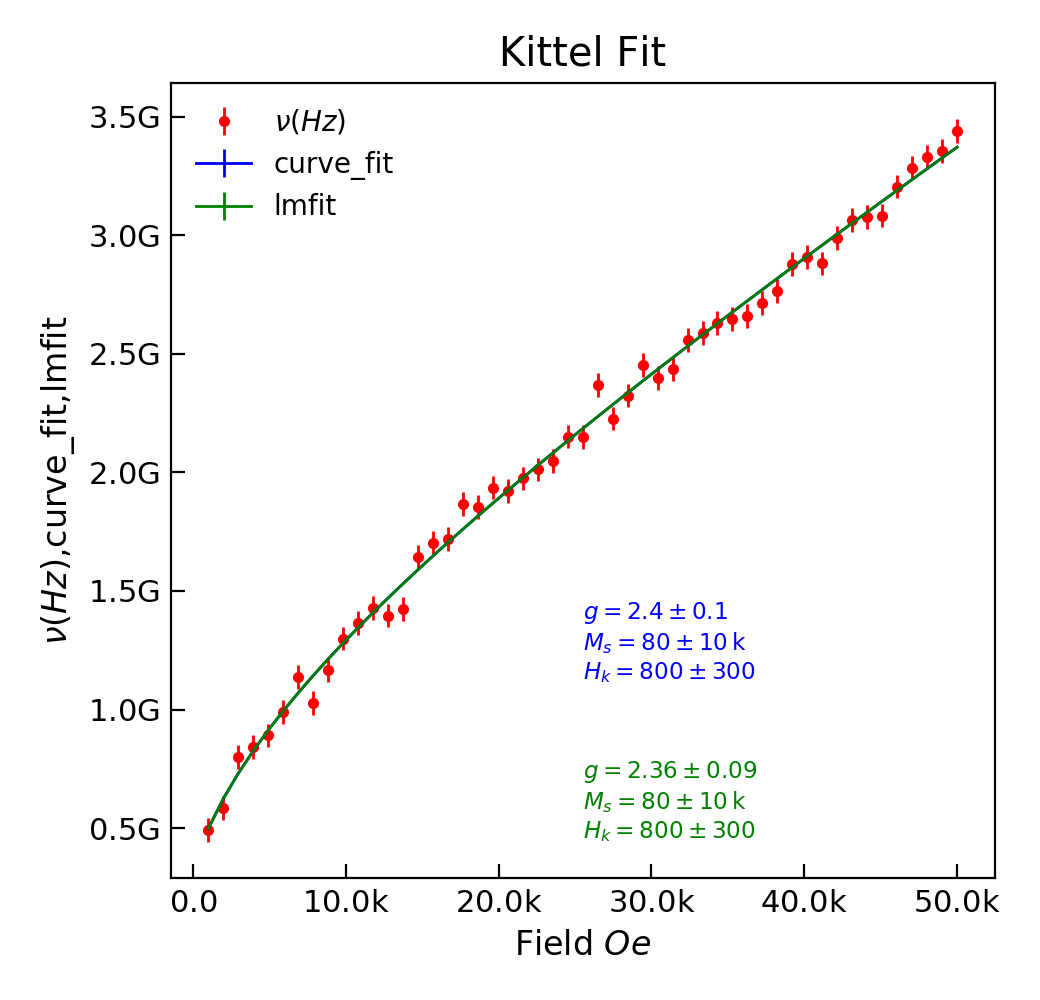 Kittel Fit
ν(Hz)
curve_fit
lmfit
3.5G
3.0G
2.5G
2.0G
1.5G
1.0G
0.5G
ν(Hz),curve_fit,lmfit
g = 2.4 ± 0.1
M_s = 80 ± 10 k
H_k = 800 ± 300
g = 2.36 ± 0.09
M_s = 80 ± 10 k
H_k = 800 ± 300
0.0 10.0k 20.0k 30.0k 40.0k 50.0k
Field Oe